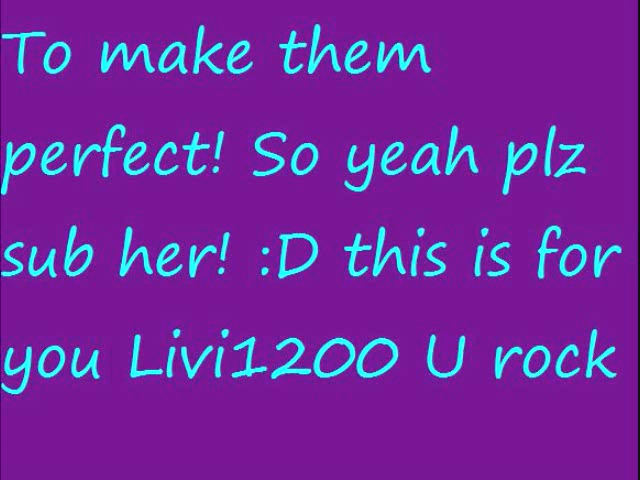 To make them
perfect! So yeah plz
sub her! :D this is for
you Livi1200 U rock